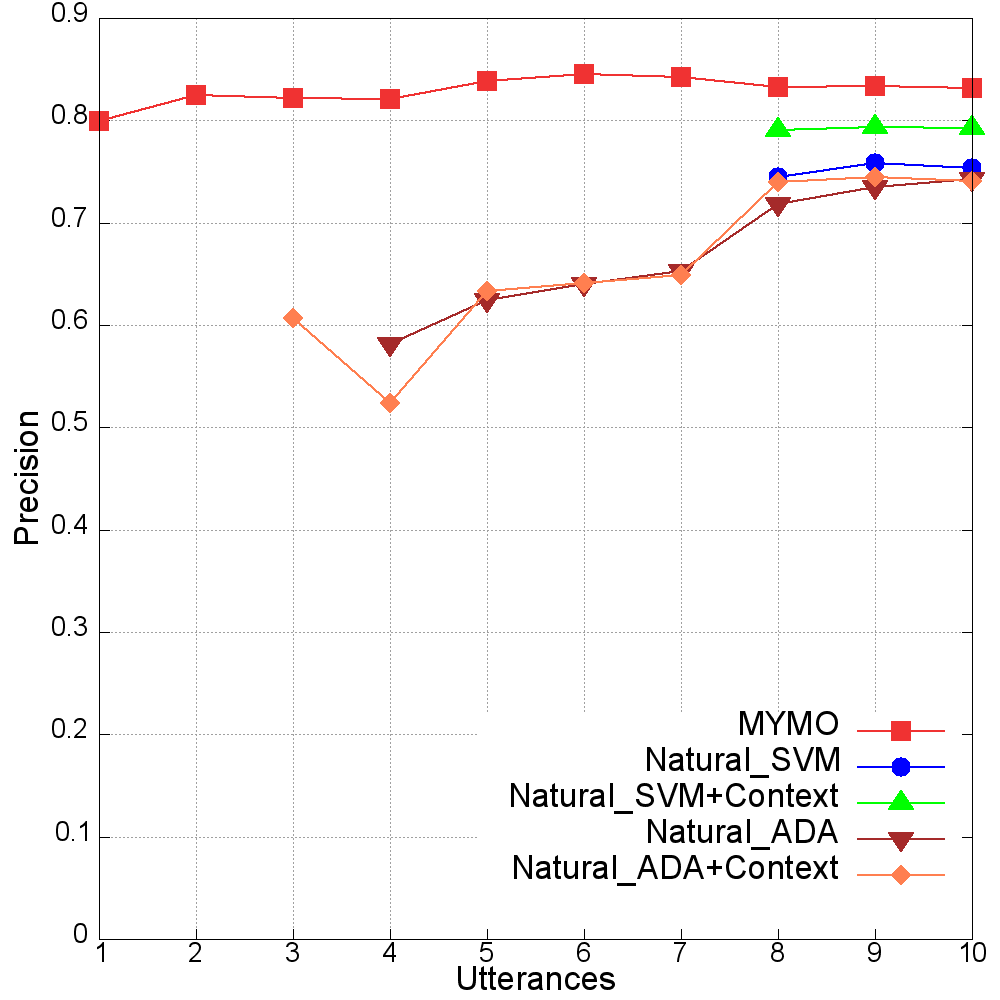 0.9
0.8
0.7
0.6
0.5
0.4
0.3
0.2
0.1
0
Precision
1 2 3 4 5 6 7 8 9 10
Utterances
MYMO
Natural_SVM
Natural_SVM+Context
Natural_ADA
Natural_ADA+Context